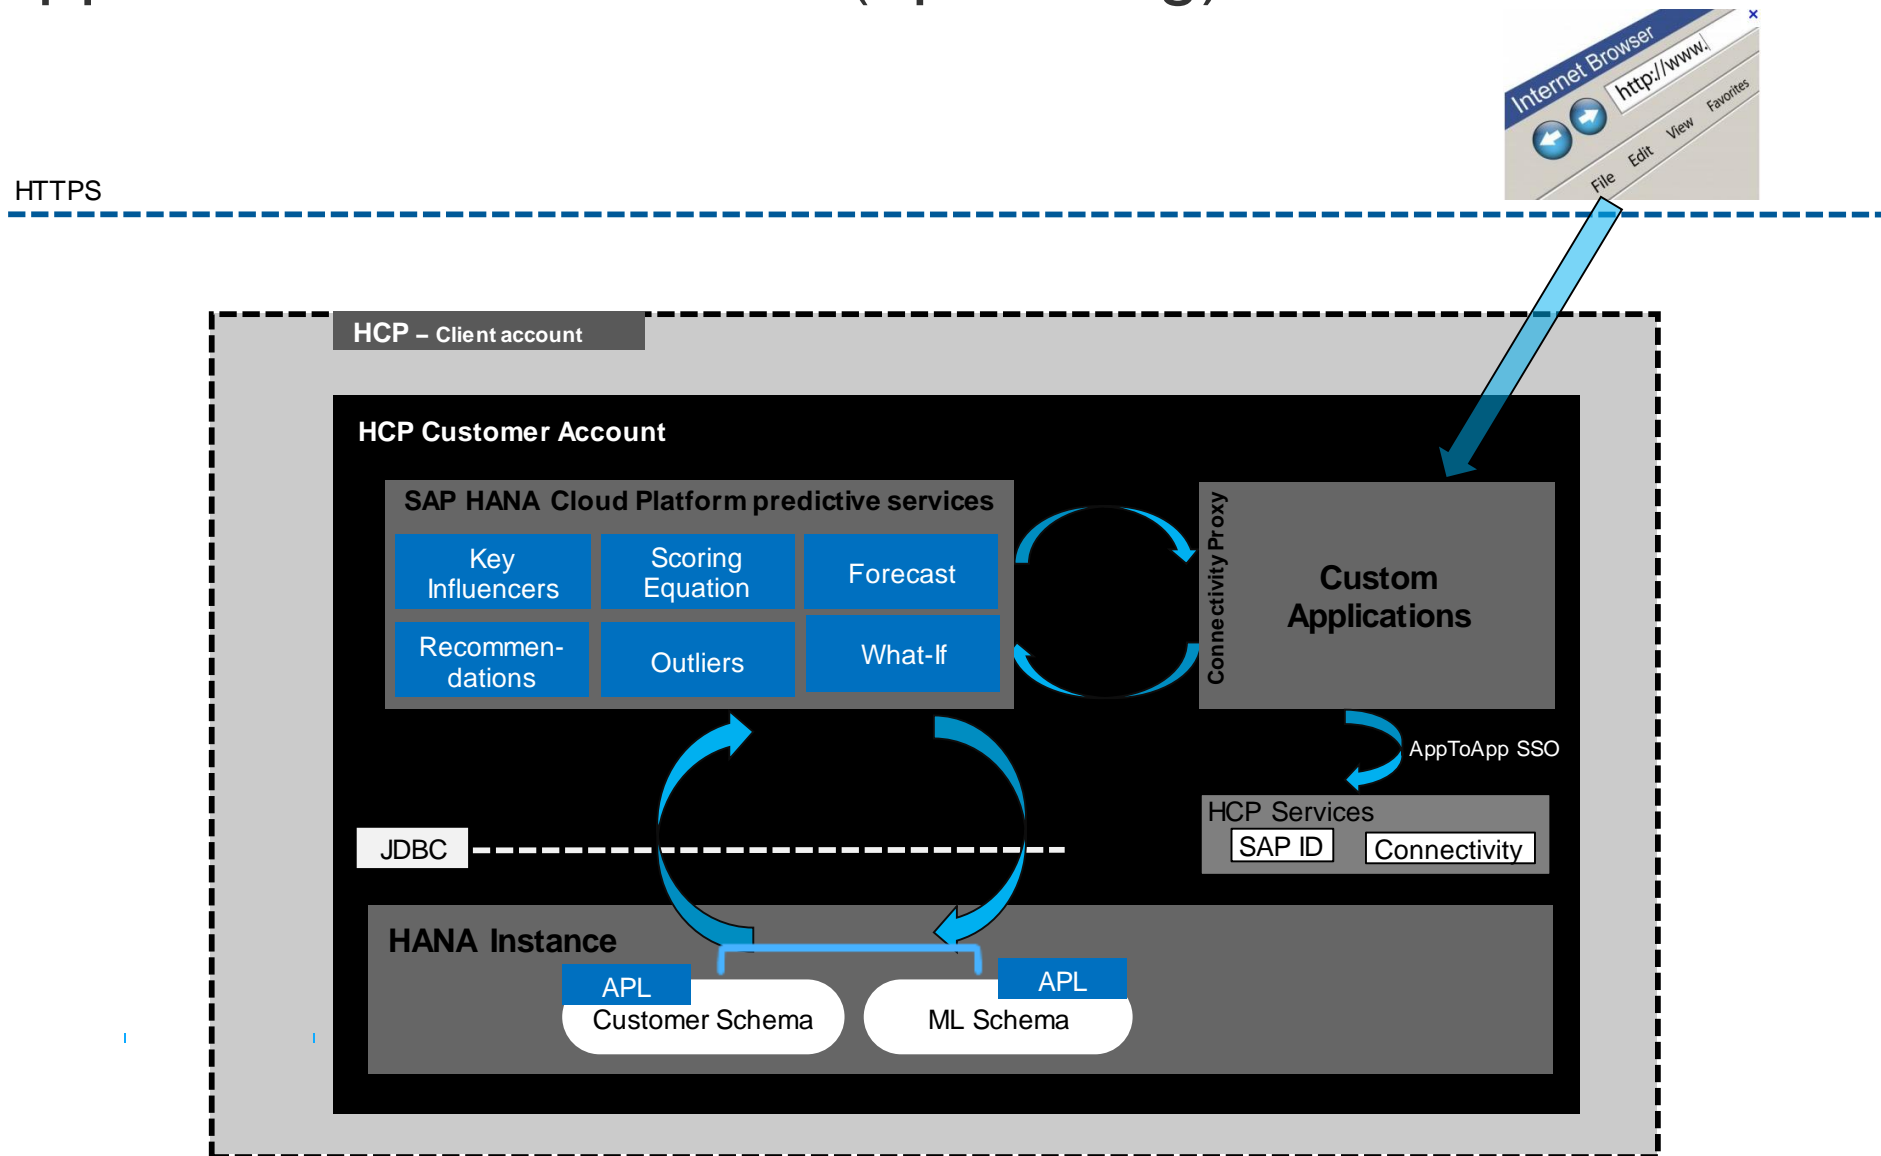 Internet Browser
http://www.
File Edit View Favorites
HTTPS
HCP – Client account
HCP Customer Account
SAP HANA Cloud Platform predictive services
Key
Influencers
Scoring
Equation
Forecast
Recommen-
dations
Outliers
What-If
Connectivity Proxy
Custom
Applications
AppToApp SSO
HCP Services
SAP ID
Connectivity
JDBC
HANA Instance
APL
Customer Schema
APL
ML Schema